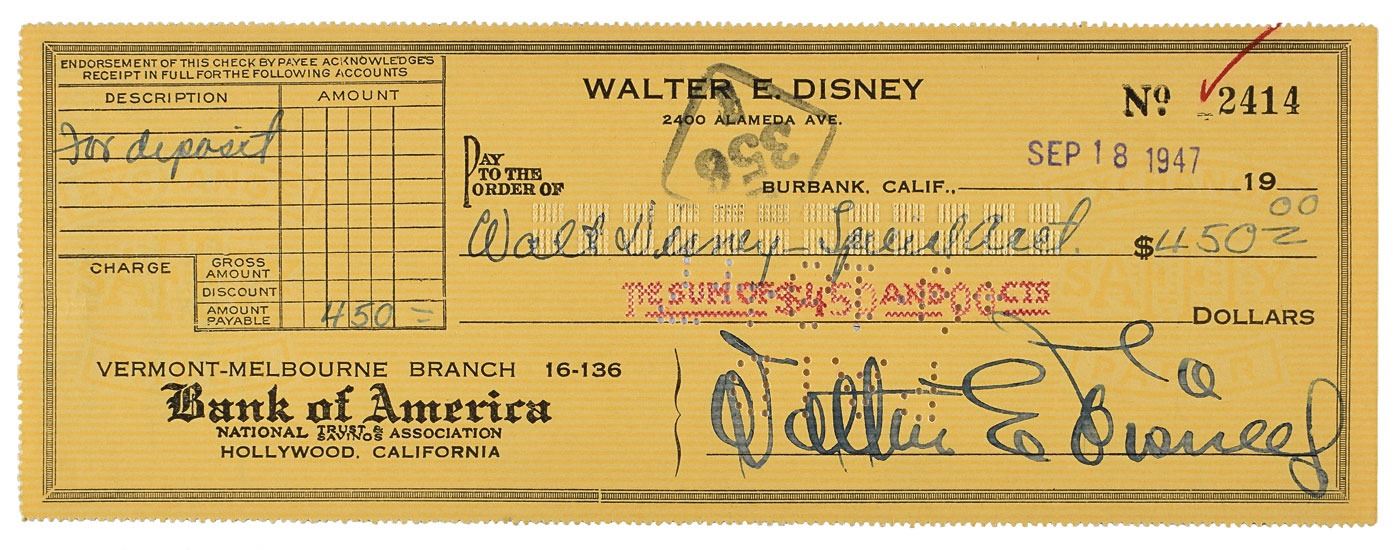 ENDORSEMENT OF THIS CHECK BY PAYEE ACKNOWLEDGES
RECEIPT IN FULL FOR THE FOLLOWING ACCOUNTS
DESCRIPTION AMOUNT
for deposit
CHARGE
GROSS AMOUNT
DISCOUNT
AMOUNT PAYABLE 450 =
WALTER E. DISNEY
2400 ALAMEDA AVE.
356
Nº 2414
SEP 18 1947
BURBANK, CALIF., 19
PAY TO THE ORDER OF
Walt Disney - Special Acct. $450 00
THE SUM OF $450 AND 00 CTS
DOLLARS
VERMONT-MELBOURNE BRANCH 16-136
Bank of America
NATIONAL TRUST & SAVINGS ASSOCIATION
HOLLYWOOD, CALIFORNIA
Walter E Disney